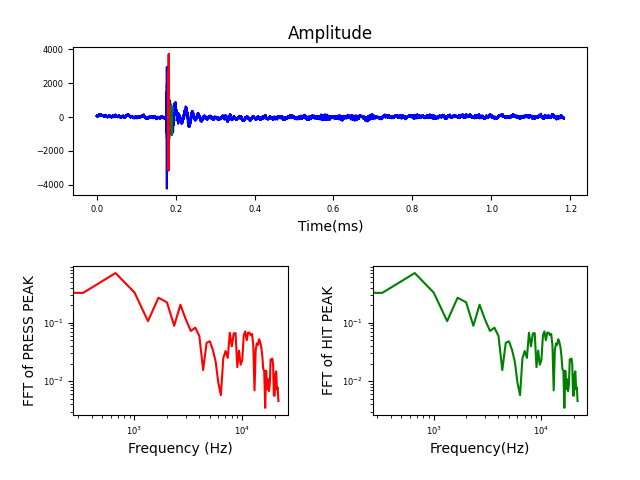 Amplitude
4000
2000
0
−2000
−4000
0.0 0.2 0.4 0.6 0.8 1.0 1.2
Time(ms)
FFT of PRESS PEAK
10⁻¹
10⁻²
10³ 10⁴
Frequency (Hz)
FFT of HIT PEAK
10⁻¹
10⁻²
10³ 10⁴
Frequency(Hz)